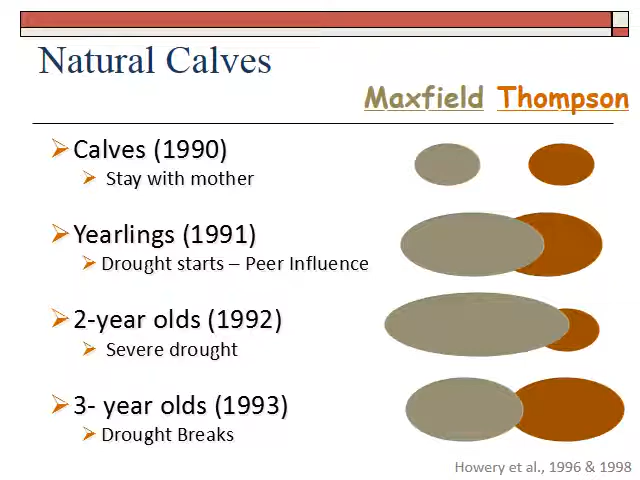 Natural Calves
Maxfield Thompson
Calves (1990)
Stay with mother
Yearlings (1991)
Drought starts – Peer Influence
2-year olds (1992)
Severe drought
3- year olds (1993)
Drought Breaks
Howery et al., 1996 & 1998